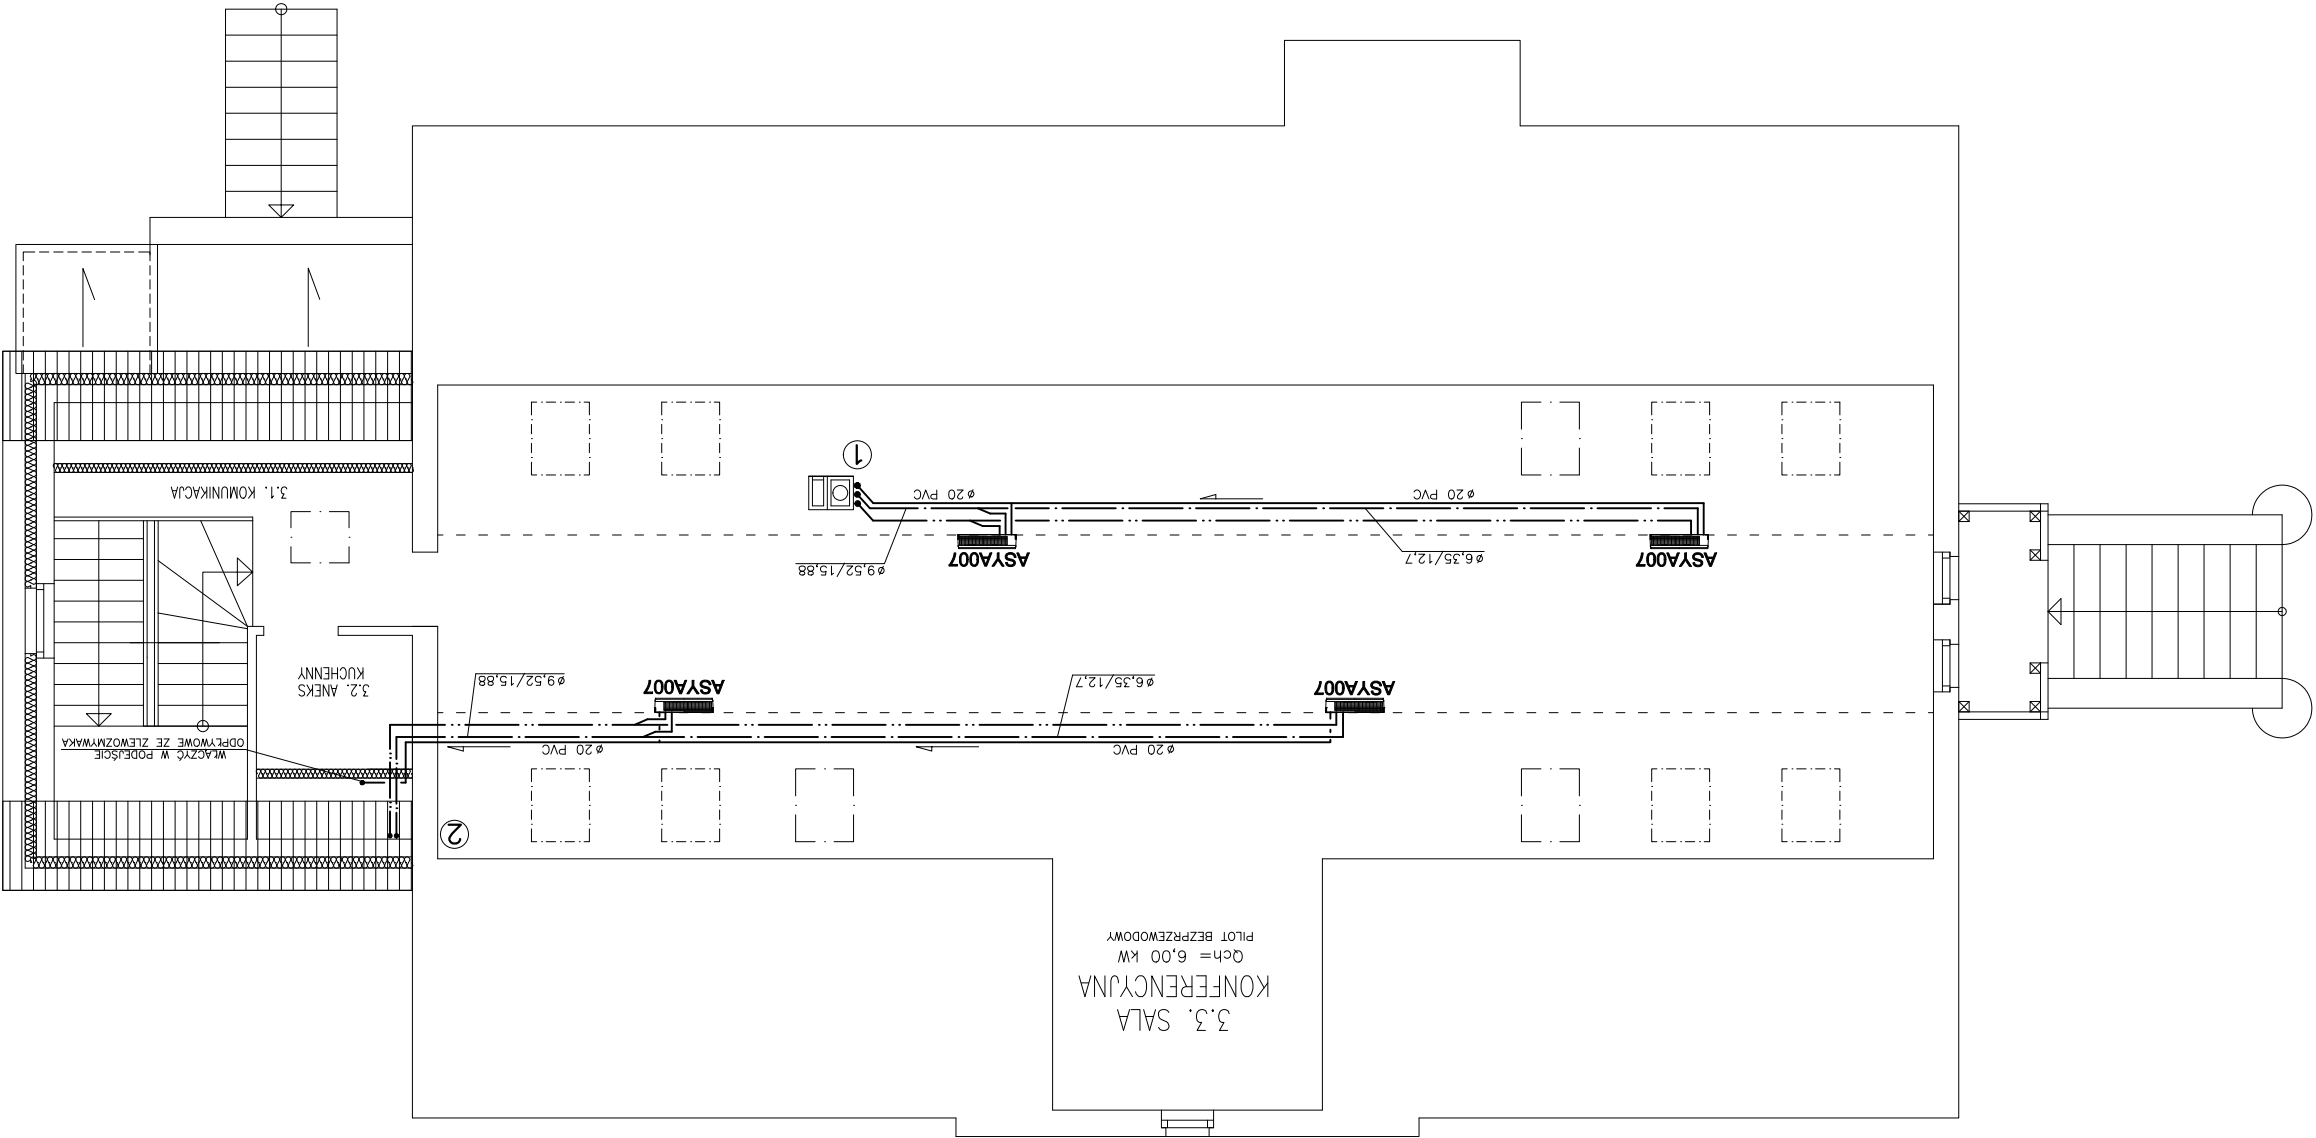 3.3. SALA
KONFERENCYJNA
Qch= 6,00 kW
PILOT BEZPRZEWODOWY
2
ø20 PVC
ø20 PVC
WŁĄCZYĆ W PODEJŚCIE
ODPŁYWOWE ZE ZLEWOZMYWAKA
ASYA007
ø6,35/12,7
ASYA007
ø9,52/15,88
3.2. ANEKS
KUCHENNY
ø6,35/12,7
ø9,52/15,88
ASYA007
ASYA007
ø20 PVC
ø20 PVC
3.1. KOMUNIKACJA
1